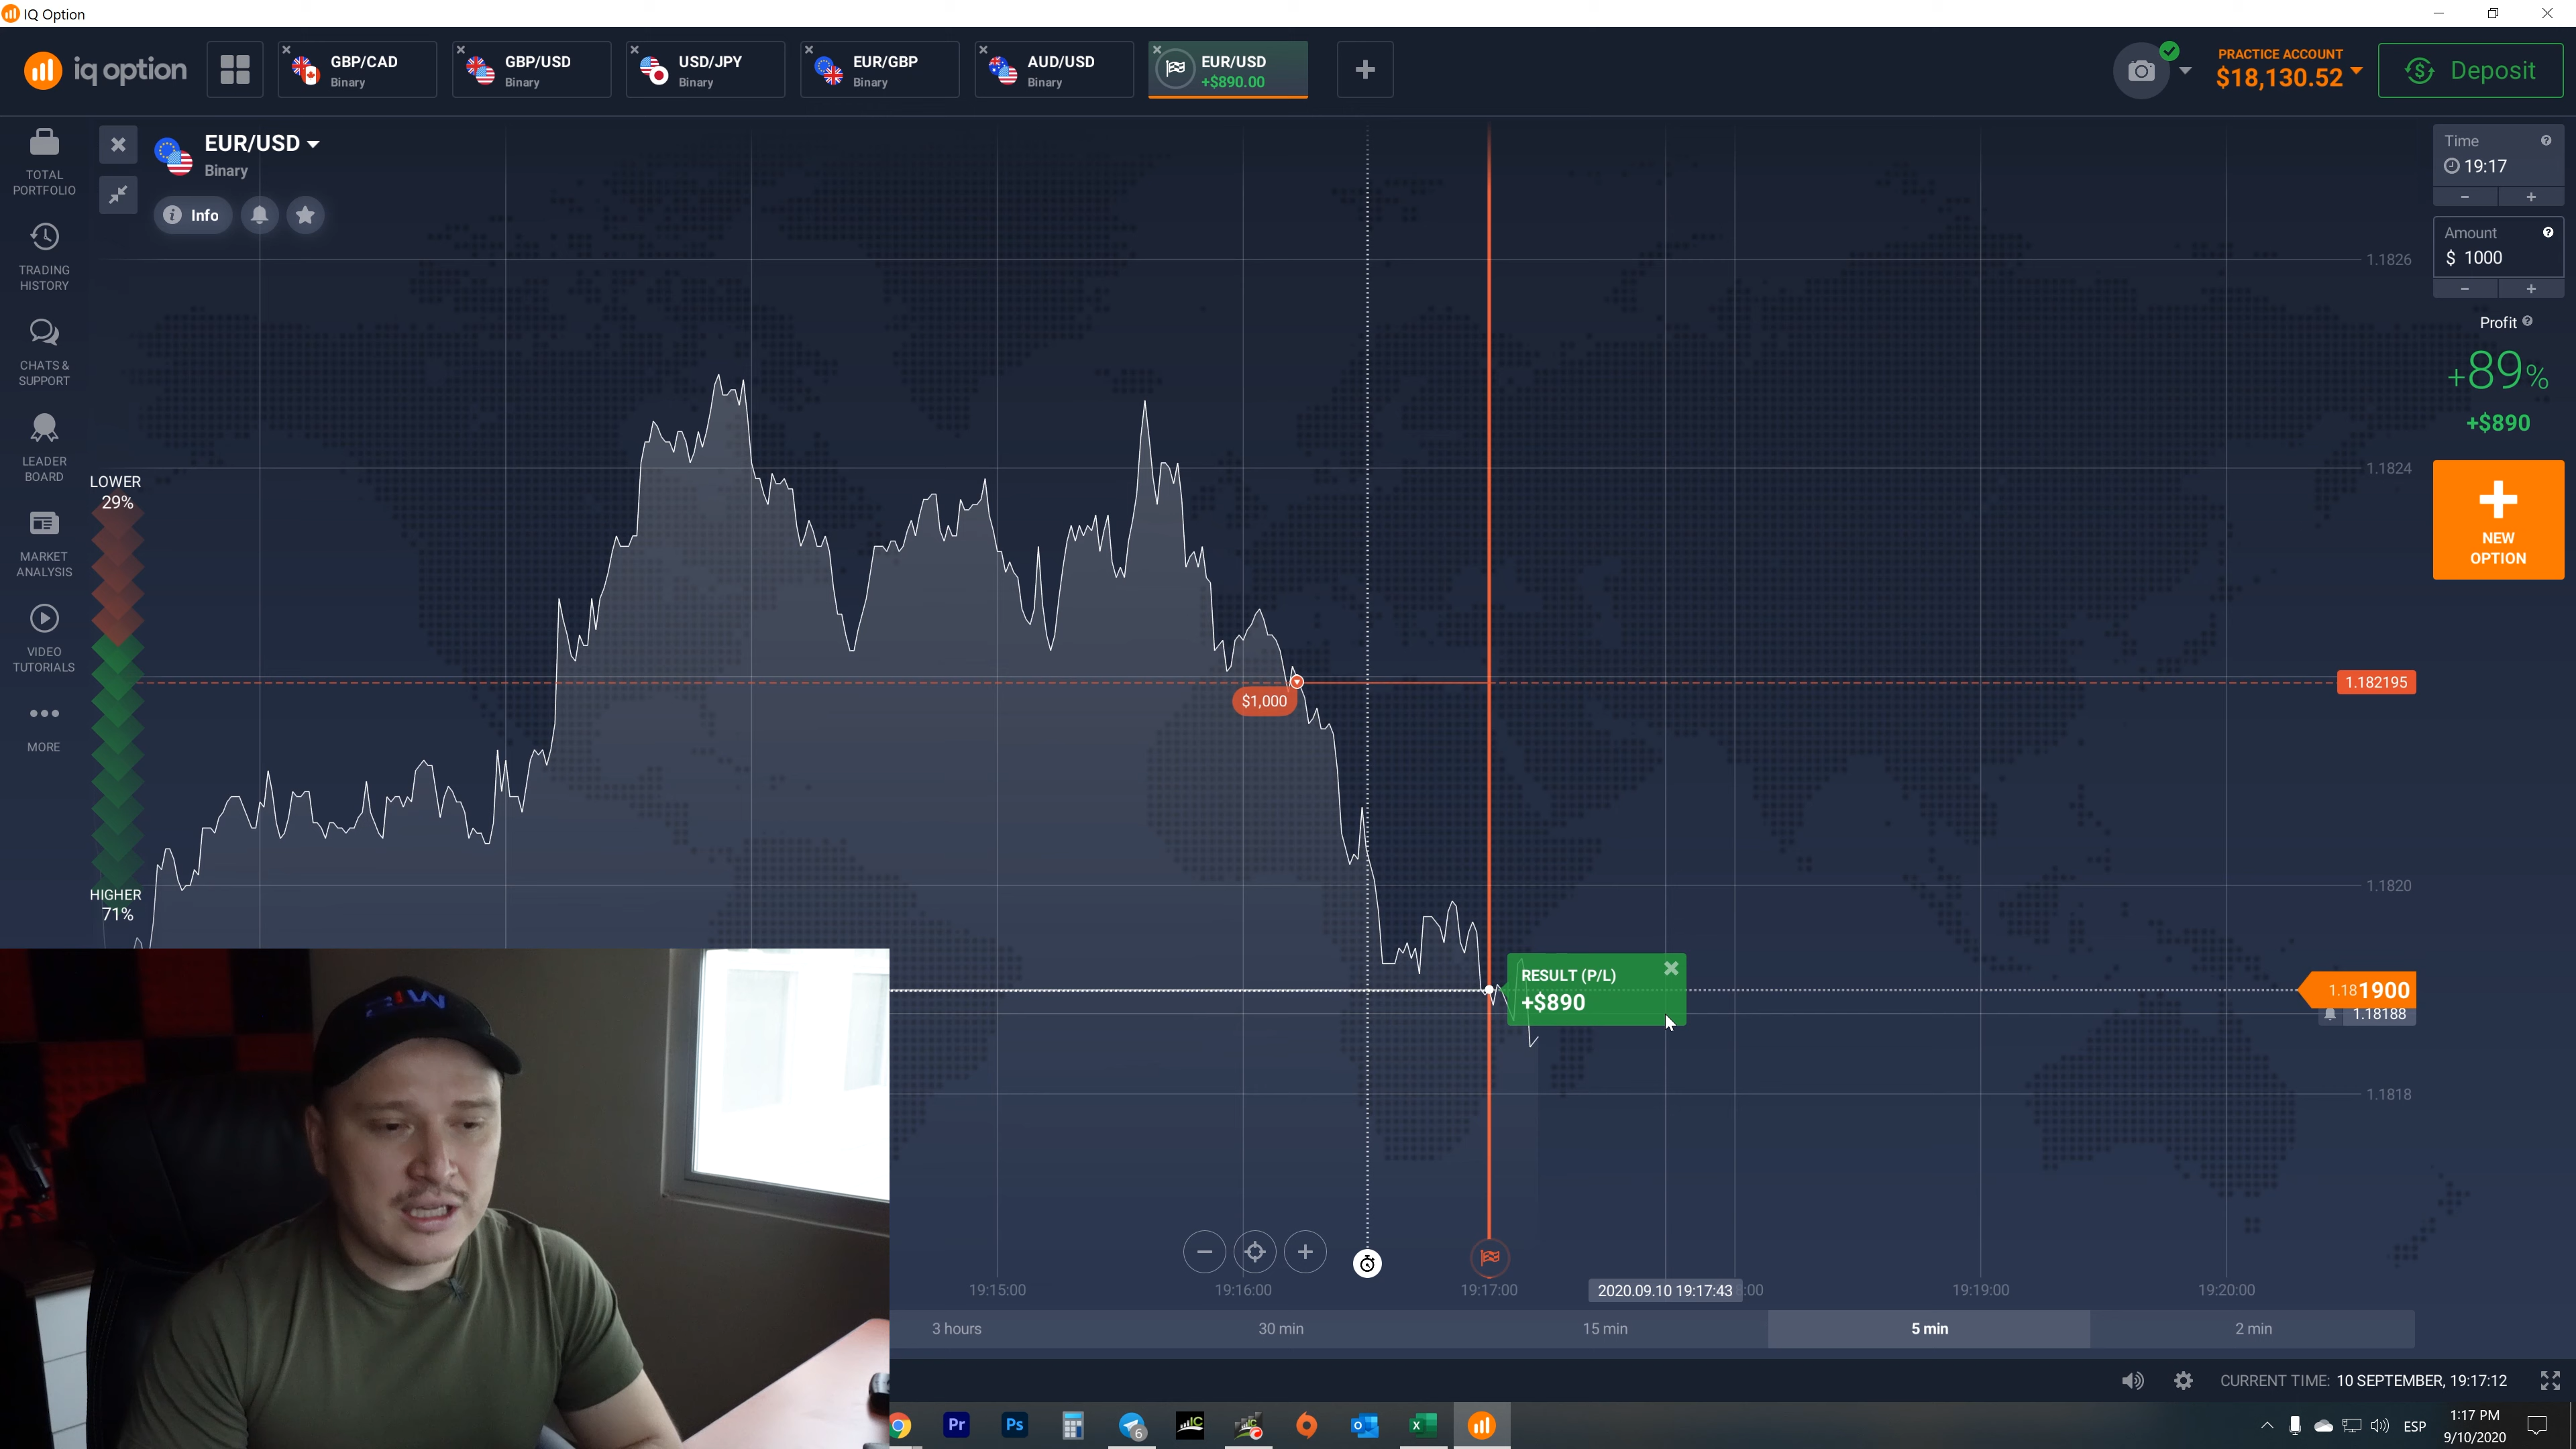 IQ Option
iq option
GBP/CAD
Binary
GBP/USD
Binary
USD/JPY
Binary
EUR/GBP
Binary
AUD/USD
Binary
EUR/USD
+$890.00
PRACTICE ACCOUNT
$18,130.52
Deposit
TOTAL
PORTFOLIO
TRADING
HISTORY
CHATS &
SUPPORT
LEADER
BOARD
MARKET
ANALYSIS
VIDEO
TUTORIALS
MORE
EUR/USD
Binary
Info
LOWER
29%
HIGHER
71%
1.1826
1.1824
1.182195
1.1820
1.181900
1.18188
1.1818
$1,000
RESULT (P/L)
+$890
Time
19:17
Amount
$ 1000
Profit
+89%
+$890
NEW
OPTION
19:15:00
19:16:00
19:17:00
2020.09.10 19:17:43
:00
19:19:00
19:20:00
3 hours
30 min
15 min
5 min
2 min
CURRENT TIME: 10 SEPTEMBER, 19:17:12
Pr
Ps
6
IC
ESP
1:17 PM
9/10/2020